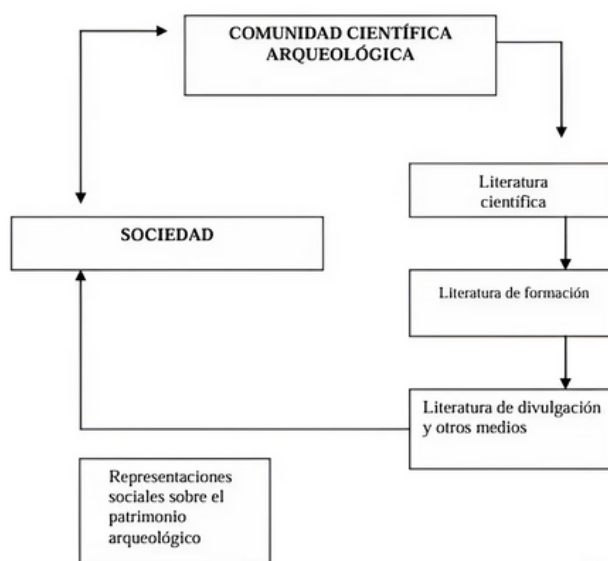 COMUNIDAD CIENTÍFICA
ARQUEOLÓGICA
Literatura
científica
SOCIEDAD
Literatura de formación
Literatura de divulgación
y otros medios
Representaciones
sociales sobre el
patrimonio
arqueológico